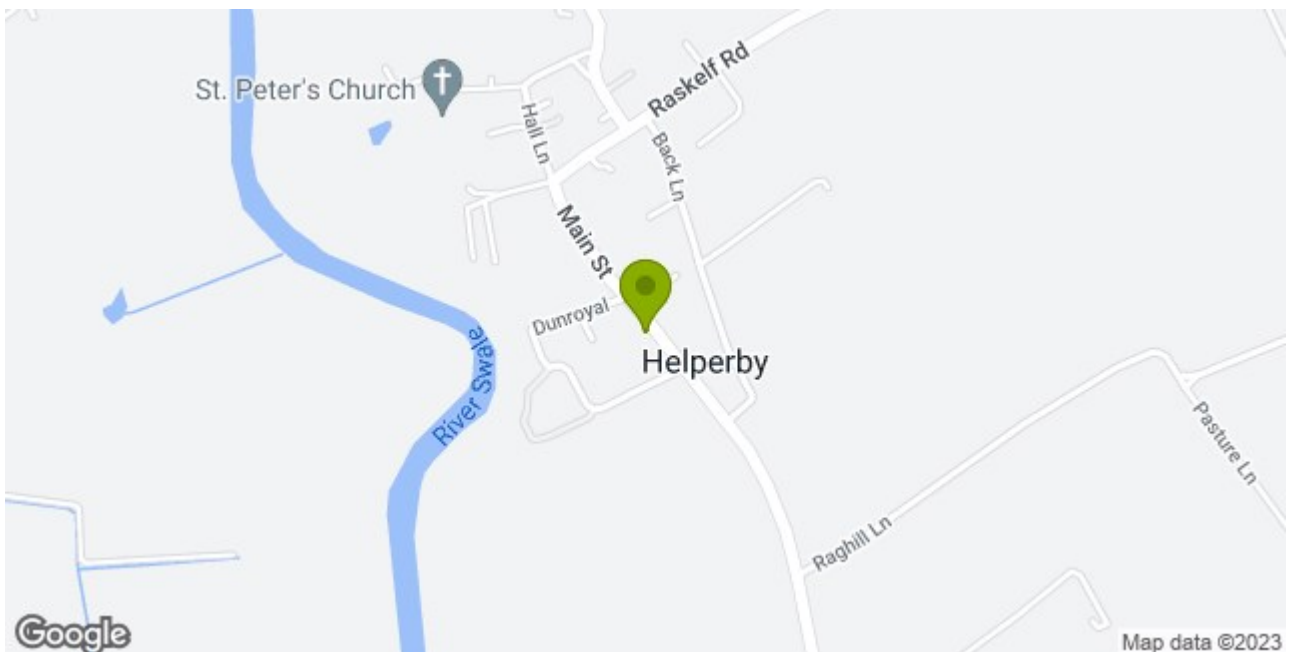 Raskelf Rd
St. Peter's Church
Hall Ln
Back Ln
Main St
Dunroyal
River Swale
Helperby
Pasture Ln
Raghill Ln
Google
Map data ©2023